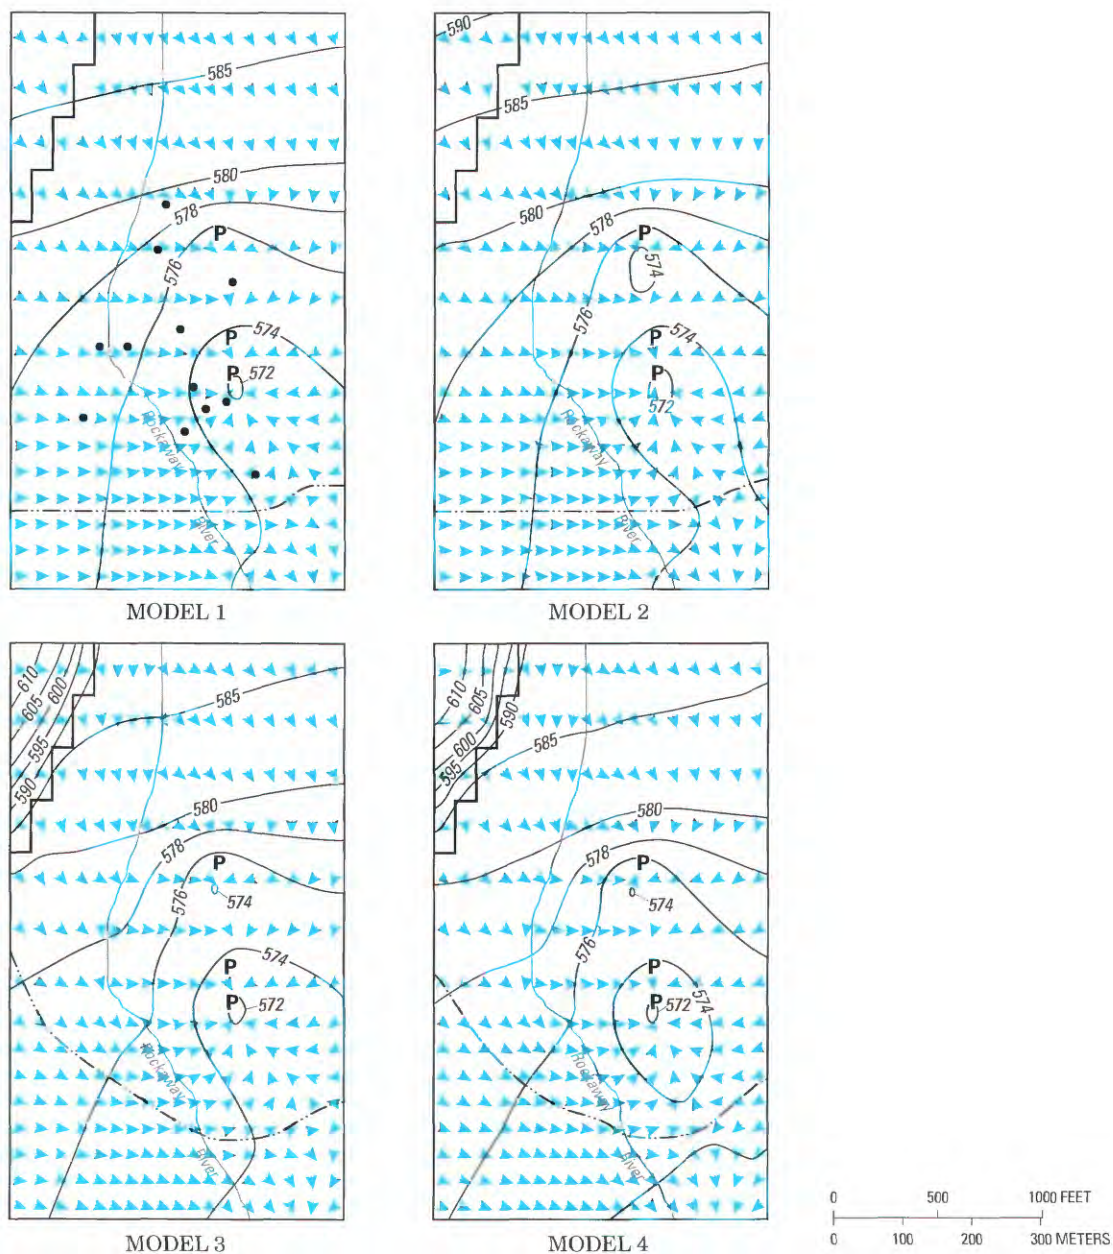 585
580
578
P
576
574
P
P
572
Rockaway
River
MODEL 1
590
585
580
578
P
574
576
574
P
P
572
Rockaway
River
MODEL 2
610
605
600
595
590
585
580
578
P
576
574
574
P
P
572
Rockaway
River
MODEL 3
610
605
600
595
590
585
580
578
P
574
576
P
P
572
574
Rockaway
River
MODEL 4
0 500 1000 FEET
0 100 200 300 METERS